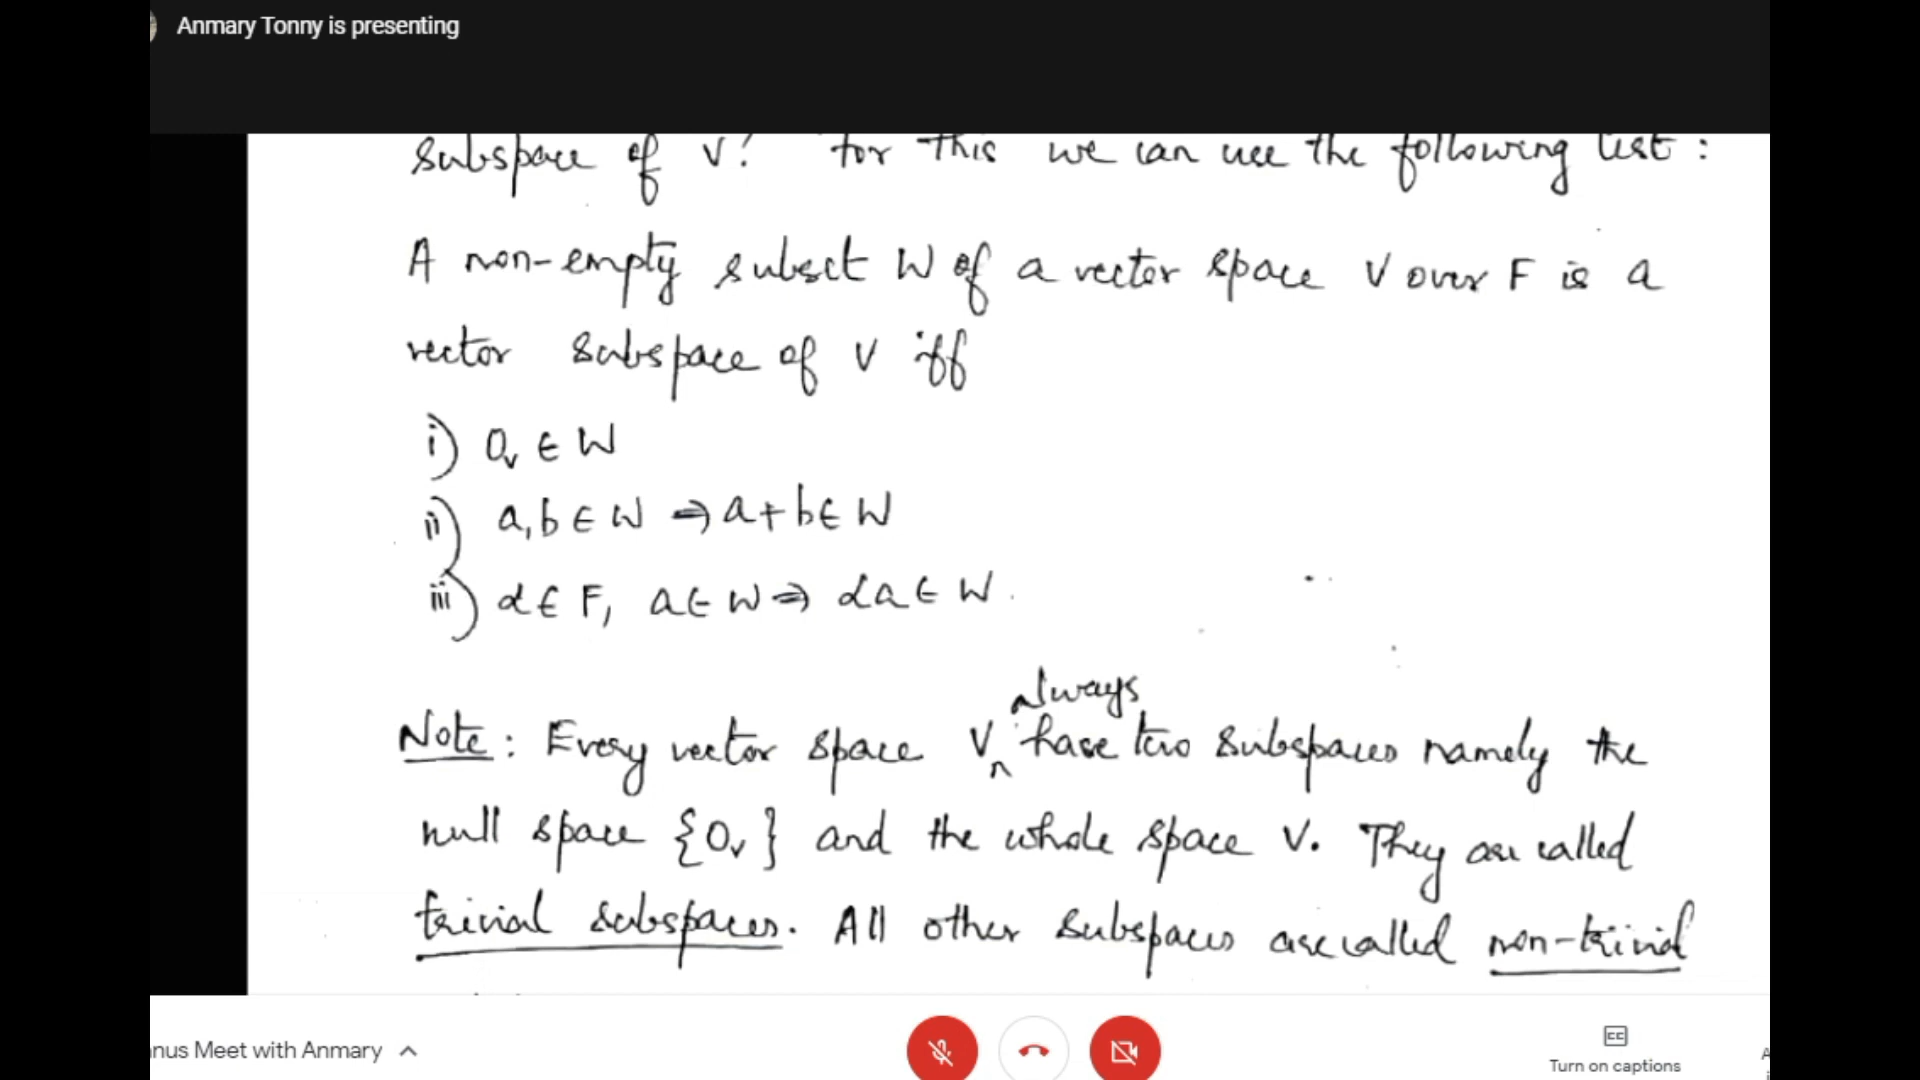 Anmary Tonny is presenting
subspace of V? For this we can use the following test :
A non-empty subset W of a vector space V over F is a
vector subspace of V iff
i) 0ᵥ ∈ W
ii) a, b ∈ W ⇒ a + b ∈ W
iii) α ∈ F, a ∈ W ⇒ αa ∈ W.
always
Note : Every vector space V‸ have two subspaces namely the
null space {0ᵥ} and the whole space V. They are called
trivial subspaces. All other subspaces are called non-trivial
nus Meet with Anmary
CC
Turn on captions